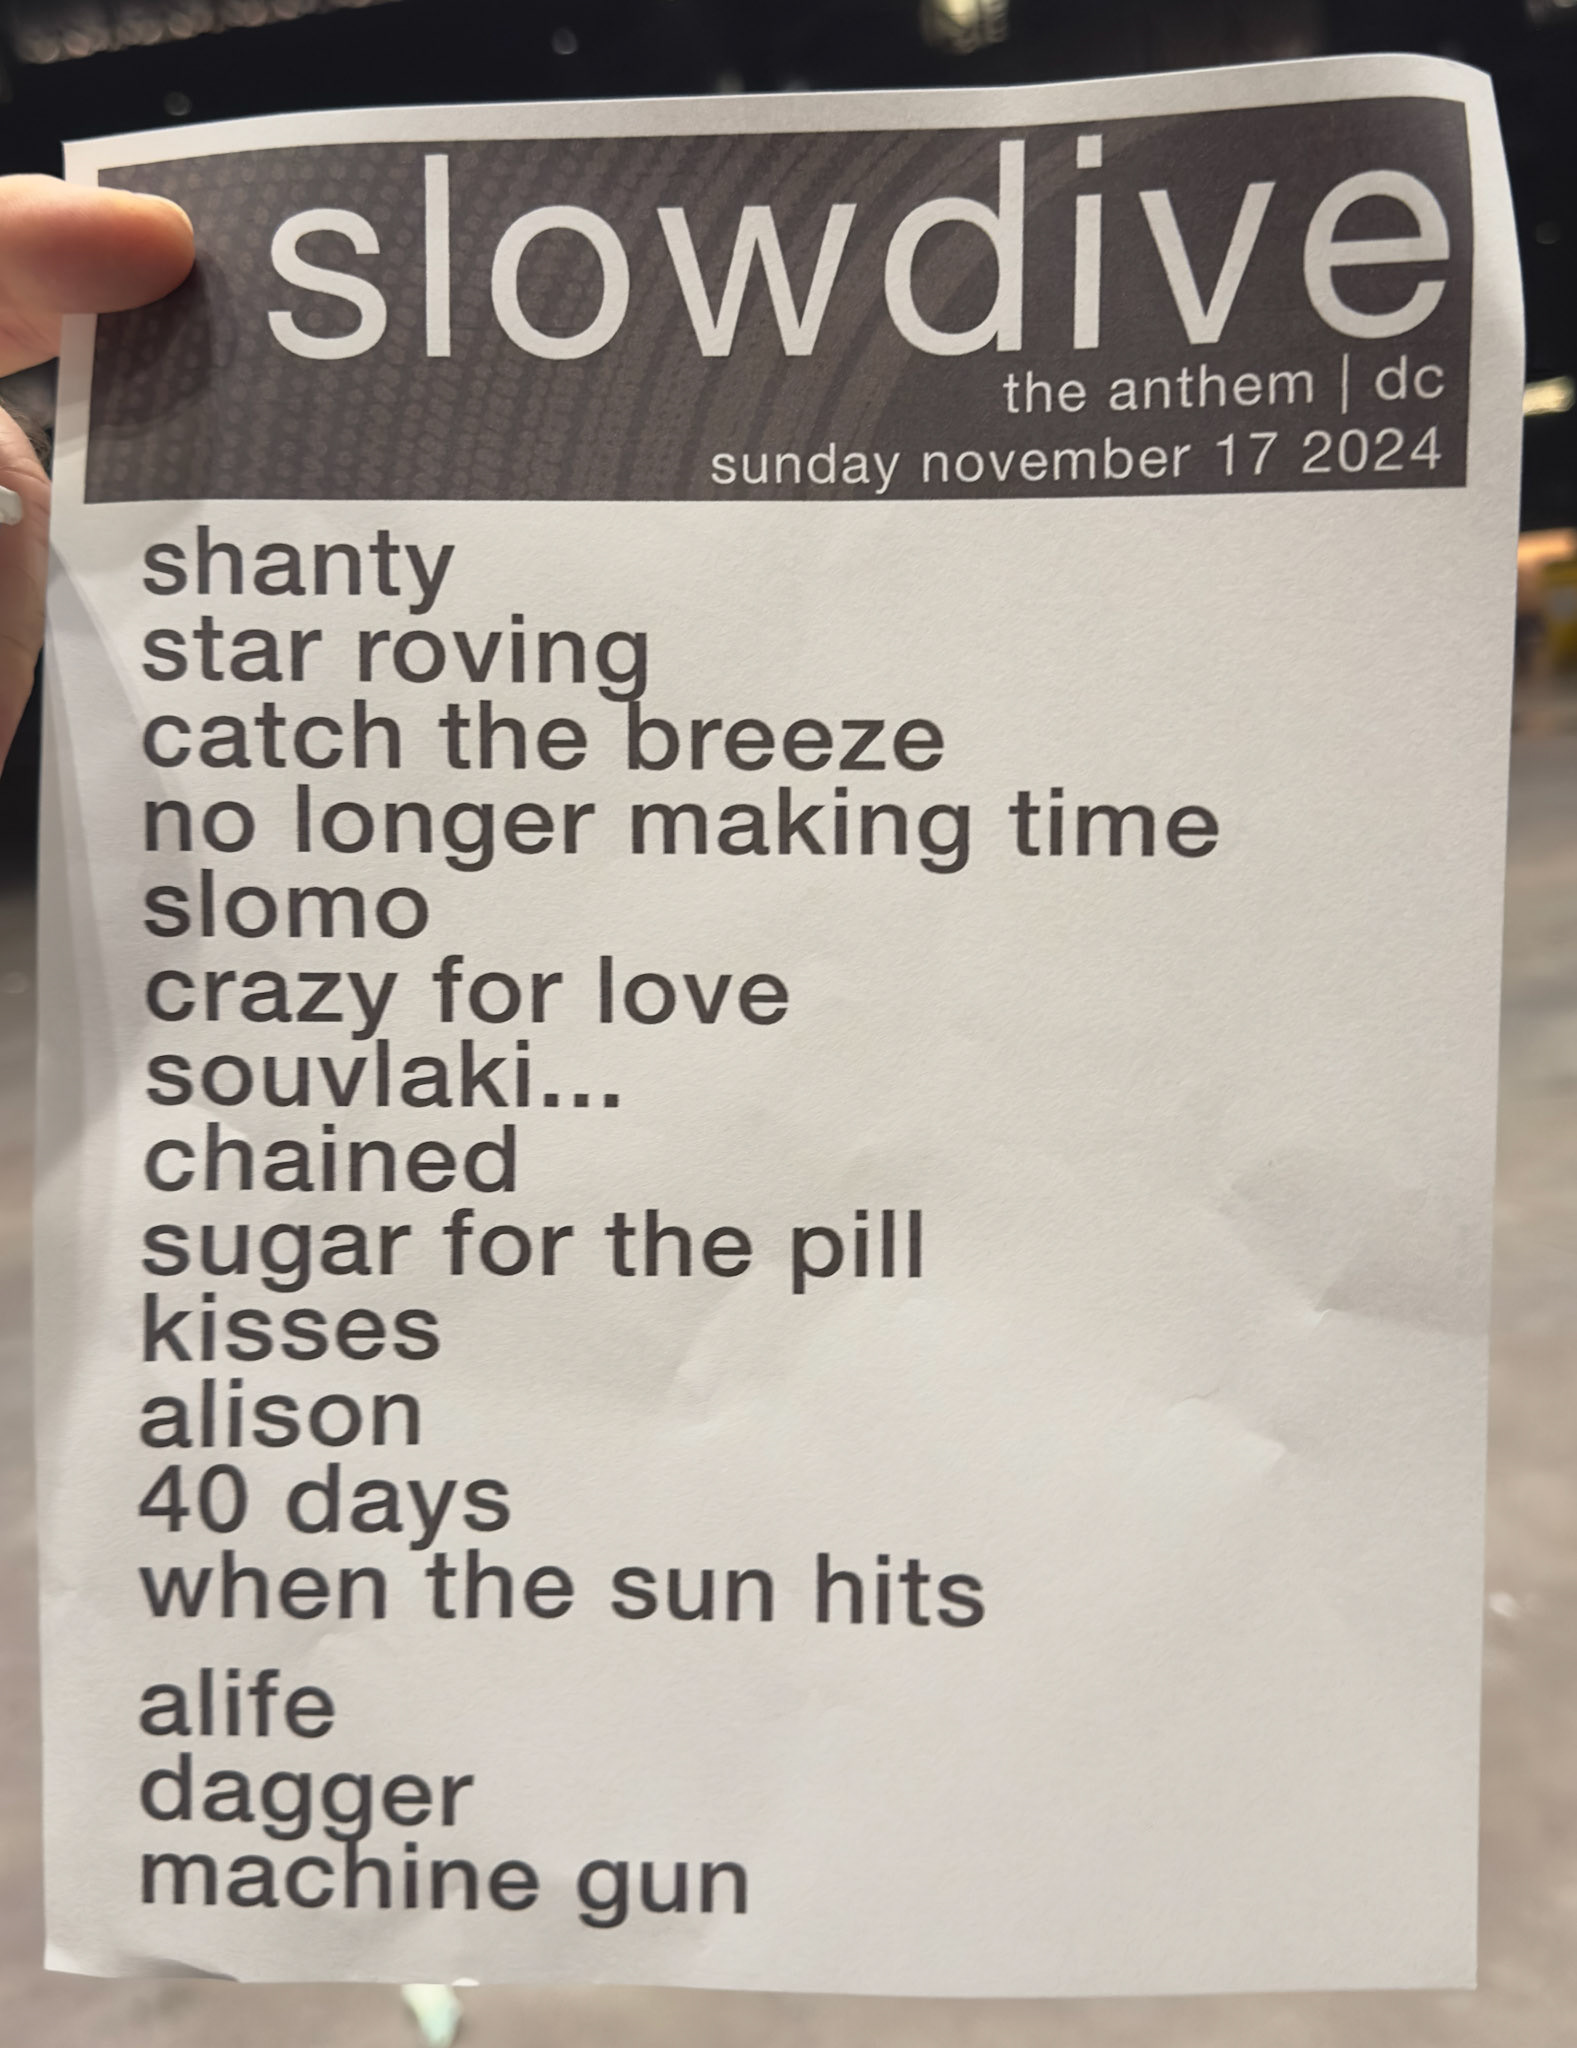 slowdive
the anthem | dc
sunday november 17 2024
shanty
star roving
catch the breeze
no longer making time
slomo
crazy for love
souvlaki...
chained
sugar for the pill
kisses
alison
40 days
when the sun hits
alife
dagger
machine gun